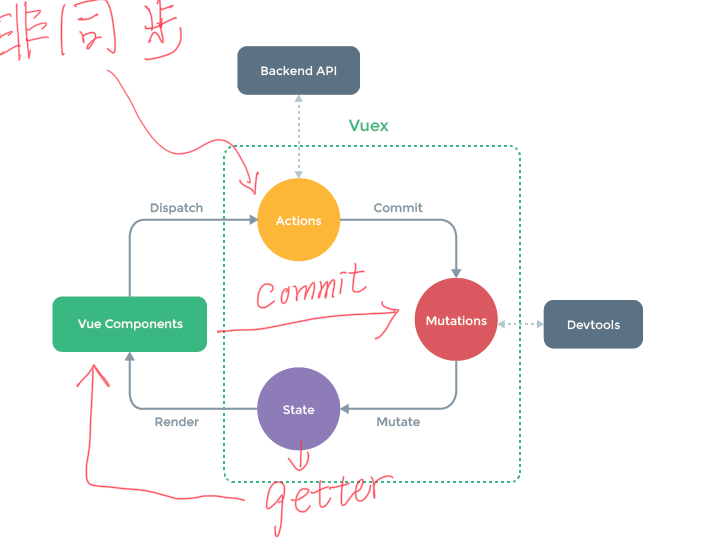 非同步
Backend API
Vuex
Dispatch
Actions
Commit
commit
Vue Components
Mutations
Devtools
State
Render
Mutate
getter